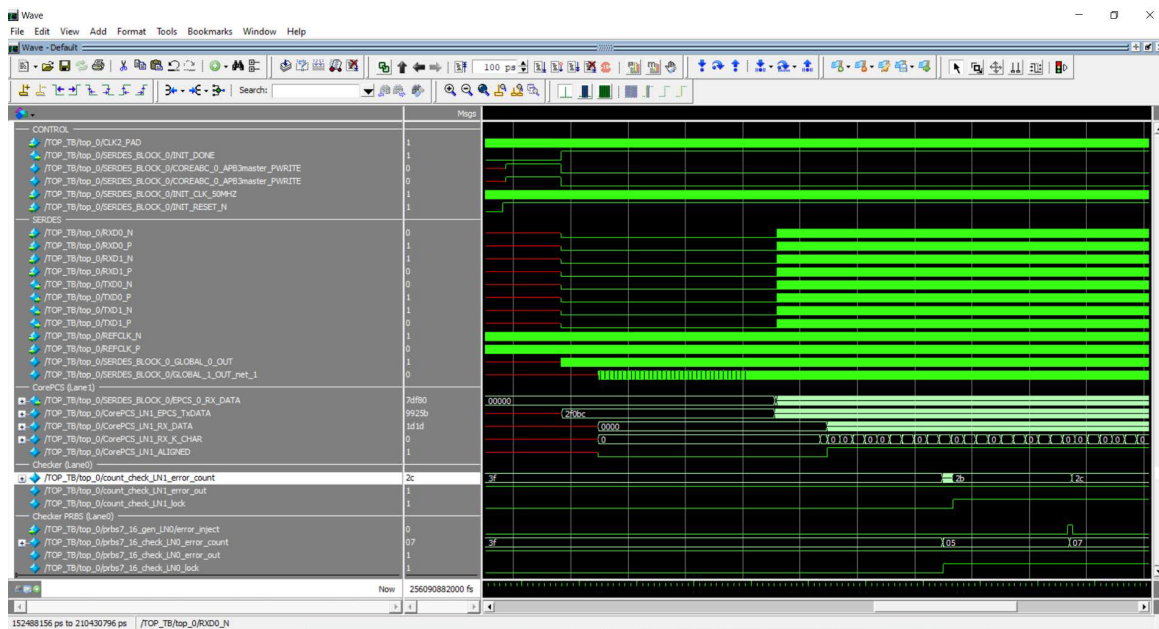 Wave
File Edit View Add Format Tools Bookmarks Window Help
Wave - Default
100 ps
Search:
Msgs
CONTROL
/TOP_TB/top_0/CLK2_PAD 1
/TOP_TB/top_0/SERDES_BLOCK_0/INIT_DONE 1
/TOP_TB/top_0/SERDES_BLOCK_0/COREABC_0_APB3master_PWRITE 0
/TOP_TB/top_0/SERDES_BLOCK_0/COREABC_0_APB3master_PWRITE 0
/TOP_TB/top_0/SERDES_BLOCK_0/INIT_CLK_50MHZ 1
/TOP_TB/top_0/SERDES_BLOCK_0/INIT_RESET_N 1
SERDES
/TOP_TB/top_0/RXD0_N 0
/TOP_TB/top_0/RXD0_P 1
/TOP_TB/top_0/RXD1_N 1
/TOP_TB/top_0/RXD1_P 0
/TOP_TB/top_0/TXD0_N 0
/TOP_TB/top_0/TXD0_P 1
/TOP_TB/top_0/TXD1_N 1
/TOP_TB/top_0/TXD1_P 0
/TOP_TB/top_0/REFCLK_N 1
/TOP_TB/top_0/REFCLK_P 0
/TOP_TB/top_0/SERDES_BLOCK_0_GLOBAL_0_OUT 1
/TOP_TB/top_0/SERDES_BLOCK_0/GLOBAL_1_OUT_net_1 0
CorePCS (Lane1)
/TOP_TB/top_0/SERDES_BLOCK_0/EPCS_0_RX_DATA 7df80 00000
/TOP_TB/top_0/CorePCS_LN1_EPCS_TxDATA 9925b 2f0bc
/TOP_TB/top_0/CorePCS_LN1_RX_DATA 1d1d 0000
/TOP_TB/top_0/CorePCS_LN1_RX_K_CHAR 0 0
/TOP_TB/top_0/CorePCS_LN1_ALIGNED 1
Checker (Lane0)
/TOP_TB/top_0/count_check_LN1_error_count 2c 3f 2b 2c
/TOP_TB/top_0/count_check_LN1_error_out 1
/TOP_TB/top_0/count_check_LN1_lock 1
Checker PRBS (Lane0)
/TOP_TB/top_0/prbs7_16_gen_LN0/error_inject 0
/TOP_TB/top_0/prbs7_16_check_LN0_error_count 07 3f 05 07
/TOP_TB/top_0/prbs7_16_check_LN0_error_out 1
/TOP_TB/top_0/prbs7_16_check_LN0_lock 1
Now 256090882000 fs
152488156 ps to 210430796 ps /TOP_TB/top_0/RXD0_N